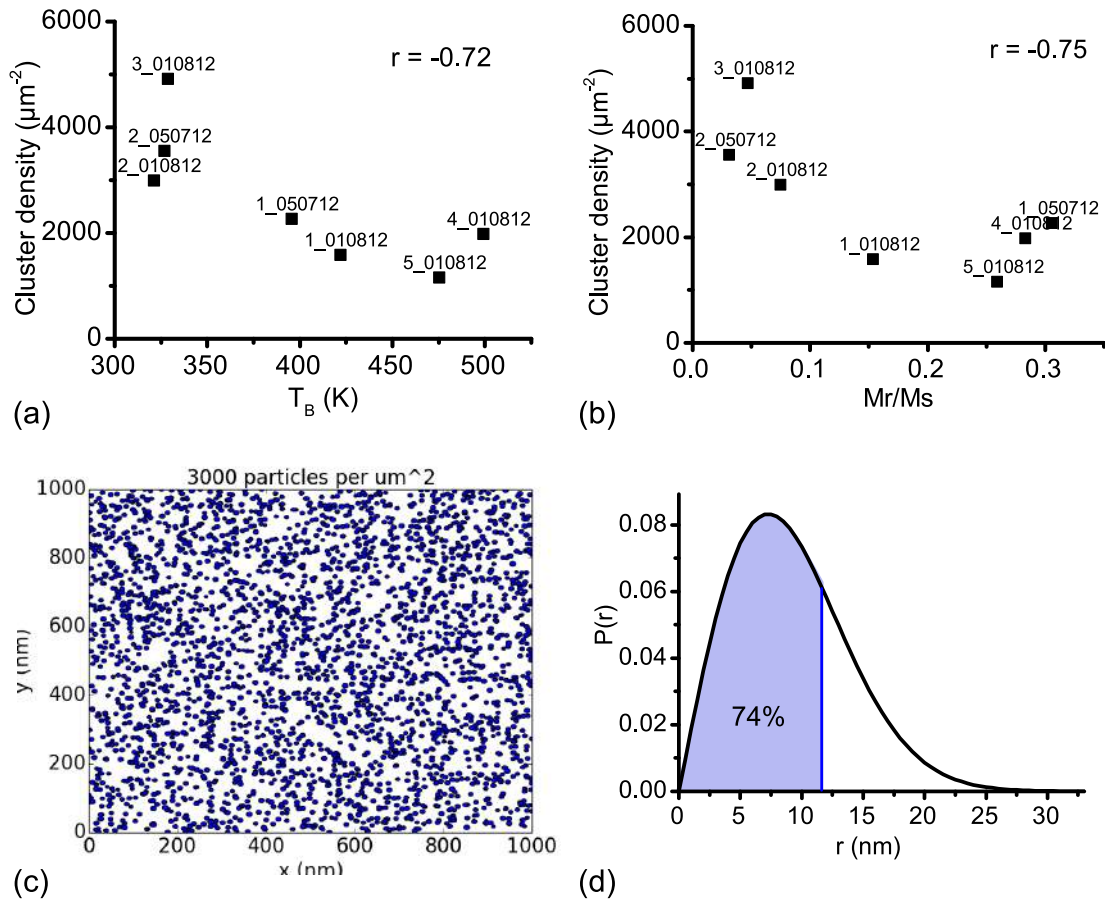 6000
4000
2000
0
Cluster density (µm⁻²)
r = -0.72
3_010812
2_050712
2_010812
1_050712
1_010812
4_010812
5_010812
300 350 400 450 500
T_B (K)
(a)
6000
4000
2000
0
Cluster density (µm⁻²)
r = -0.75
3_010812
2_050712
2_010812
1_010812
1_050712
4_010812
5_010812
0.0 0.1 0.2 0.3
Mr/Ms
(b)
3000 particles per um^2
1000
800
600
400
200
0
y (nm)
0 200 400 600 800 1000
x (nm)
(c)
0.08
0.06
0.04
0.02
0.00
P(r)
74%
0 5 10 15 20 25 30
r (nm)
(d)